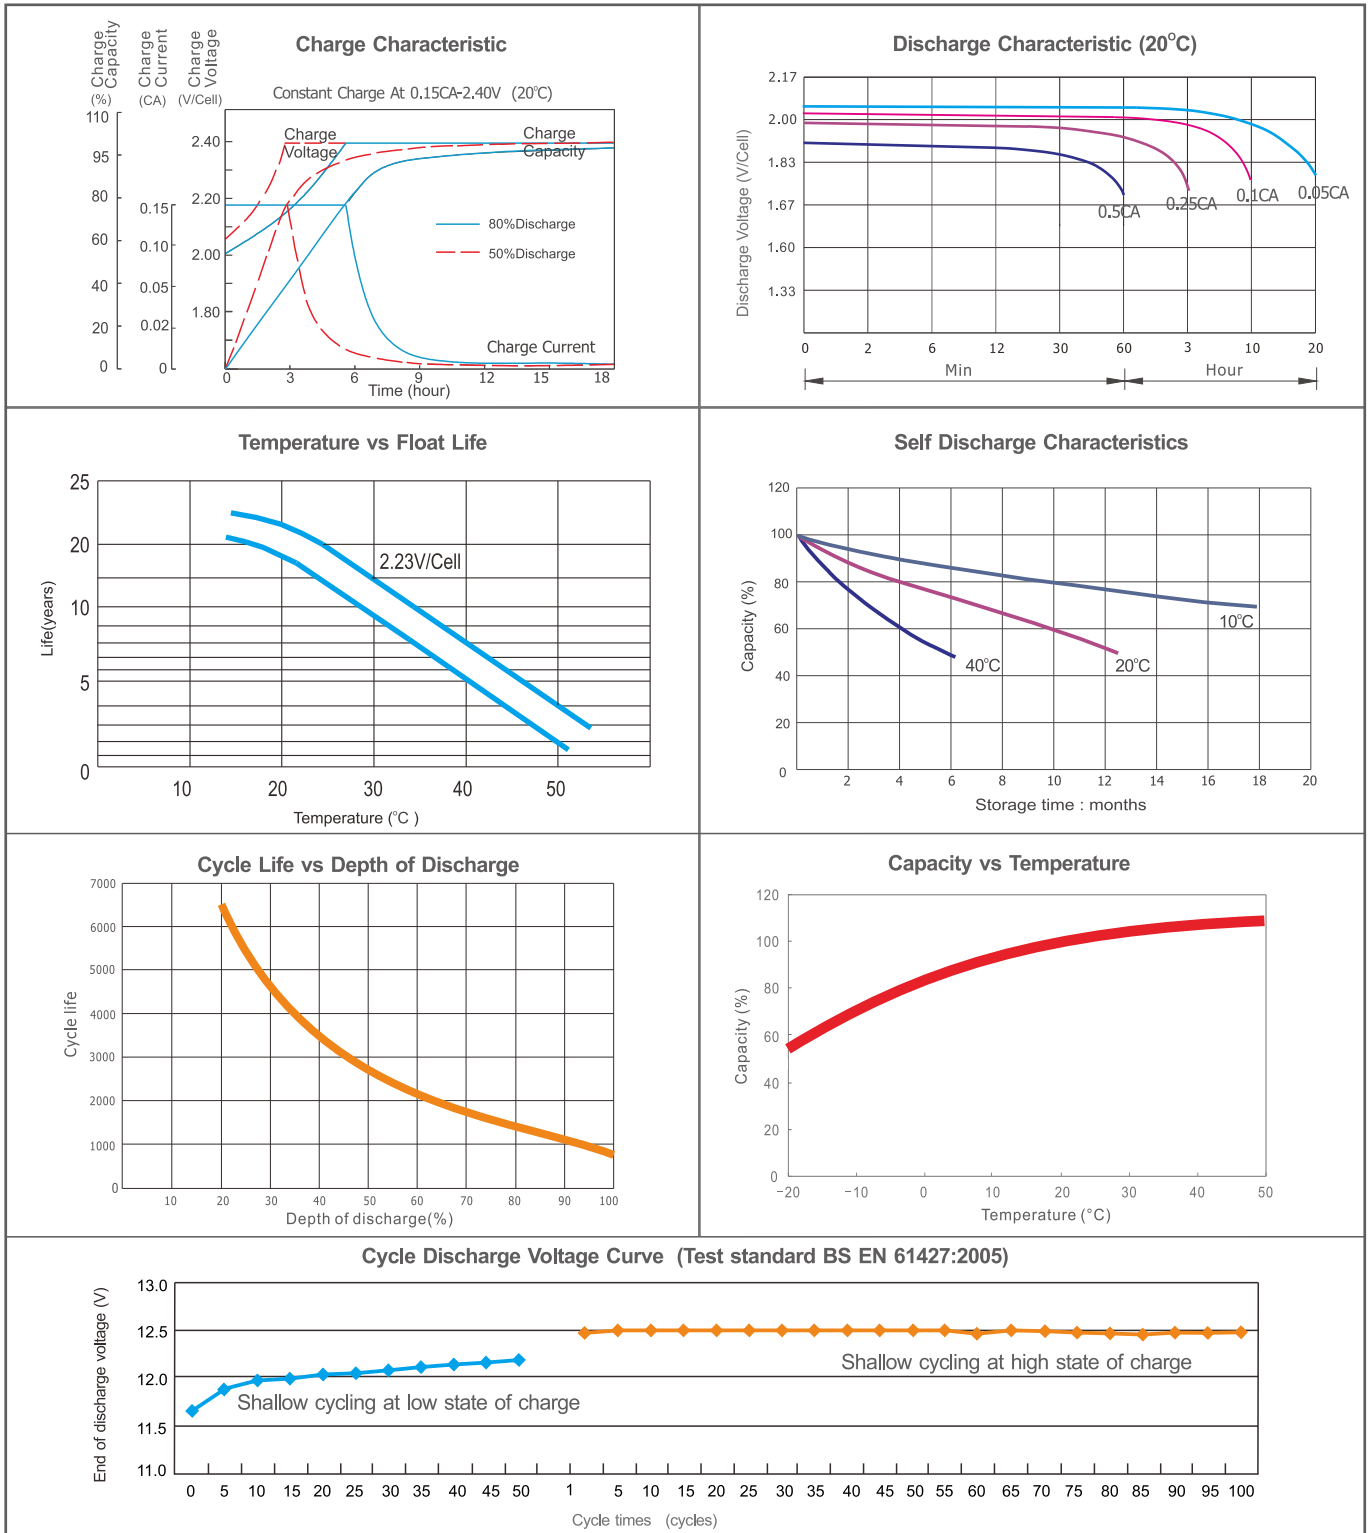 Charge Characteristic
Charge Capacity
Charge Current
Charge Voltage
(%) (CA) (V/Cell)
Constant Charge At 0.15CA-2.40V (20°C)
110
95
80
60
40
20
0
0.15
0.10
0.05
0.02
0
2.40
2.20
2.00
1.80
Charge Voltage
Charge Capacity
80%Discharge
50%Discharge
Charge Current
0 3 6 9 12 15 18
Time (hour)
Discharge Characteristic (20°C)
Discharge Voltage (V/Cell)
2.17
2.00
1.83
1.67
1.60
1.33
0.5CA 0.25CA 0.1CA 0.05CA
0 2 6 12 30 60 3 10 20
Min Hour
Temperature vs Float Life
Life(years)
25
20
10
5
0
2.23V/Cell
10 20 30 40 50
Temperature (°C )
Self Discharge Characteristics
Capacity (%)
120
100
80
60
40
20
0
10°C
40°C 20°C
2 4 6 8 10 12 14 16 18 20
Storage time : months
Cycle Life vs Depth of Discharge
Cycle life
7000
6000
5000
4000
3000
2000
1000
0
10 20 30 40 50 60 70 80 90 100
Depth of discharge(%)
Capacity vs Temperature
Capacity (%)
120
100
80
60
40
20
0
−20 −10 0 10 20 30 40 50
Temperature (°C)
Cycle Discharge Voltage Curve (Test standard BS EN 61427:2005)
End of discharge voltage (V)
13.0
12.5
12.0
11.5
11.0
Shallow cycling at high state of charge
Shallow cycling at low state of charge
0 5 10 15 20 25 30 35 40 45 50 1 5 10 15 20 25 30 35 40 45 50 55 60 65 70 75 80 85 90 95 100
Cycle times (cycles)